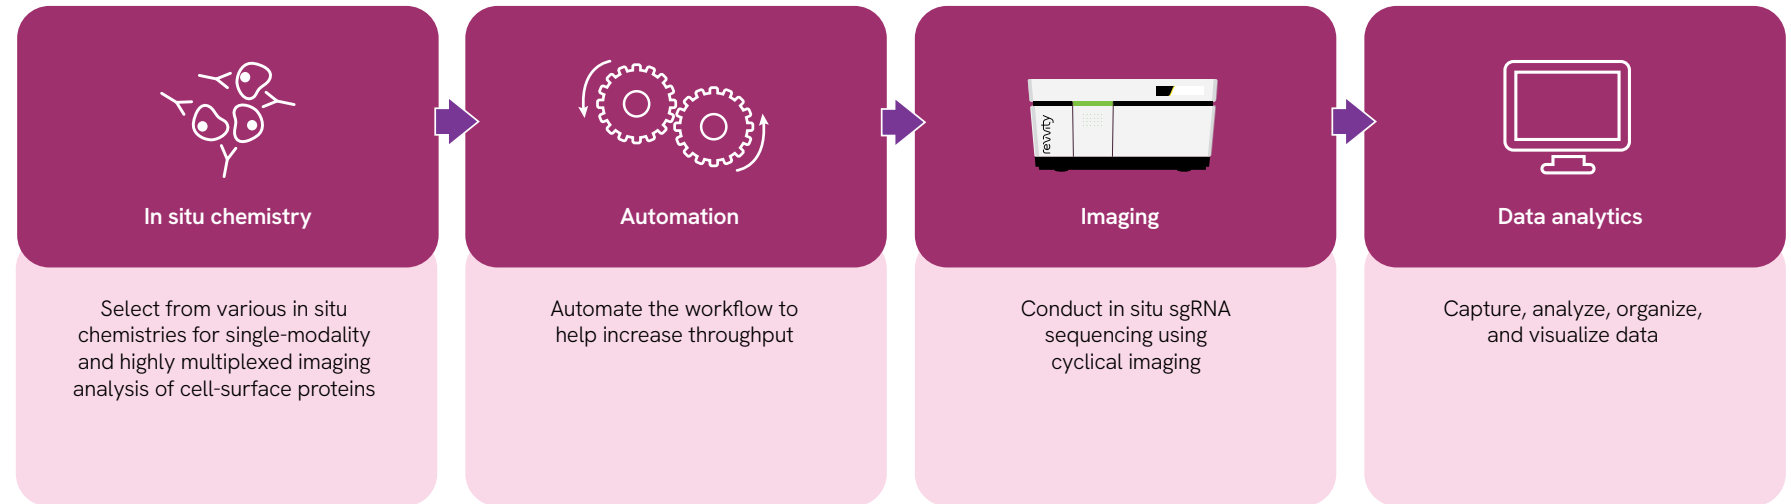 revvity
In situ chemistry
Select from various in situ
chemistries for single-modality
and highly multiplexed imaging
analysis of cell-surface proteins
Automation
Automate the workflow to
help increase throughput
Imaging
Conduct in situ sgRNA
sequencing using
cyclical imaging
Data analytics
Capture, analyze, organize,
and visualize data